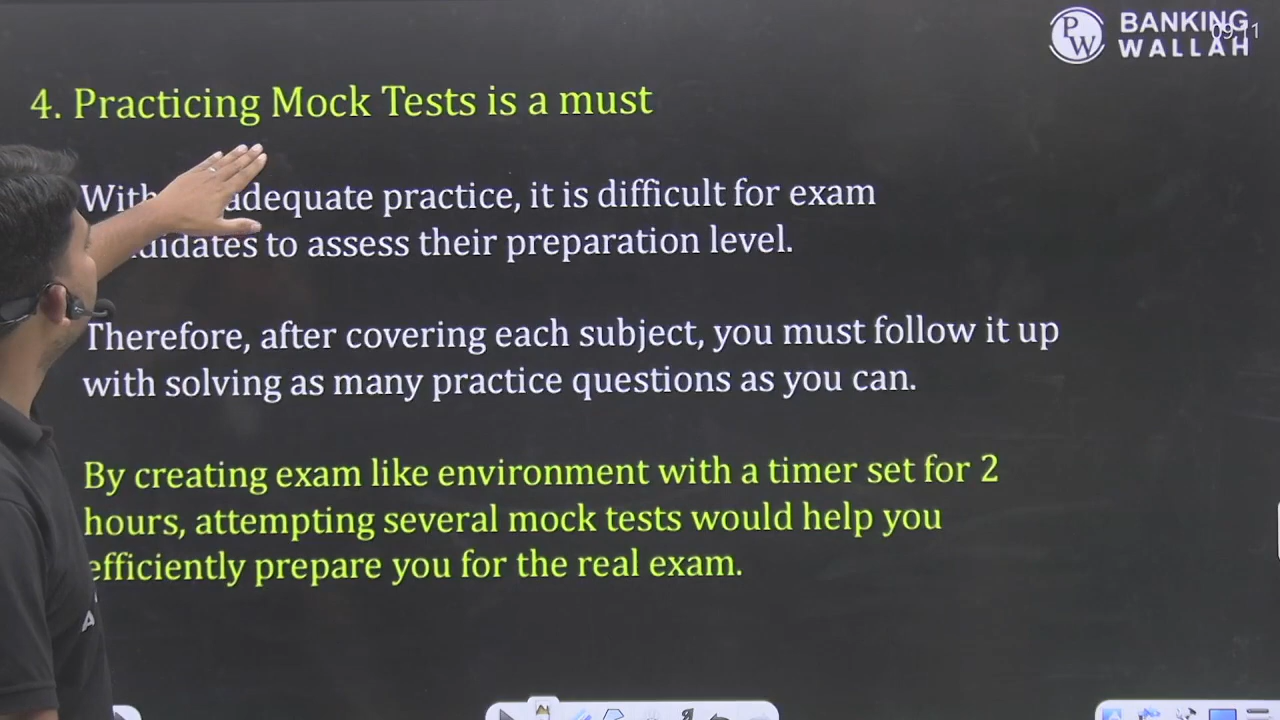 BANKING
WALLAH
PW
09:11
4. Practicing Mock Tests is a must
With adequate practice, it is difficult for exam
didates to assess their preparation level.
Therefore, after covering each subject, you must follow it up
with solving as many practice questions as you can.
By creating exam like environment with a timer set for 2
hours, attempting several mock tests would help you
efficiently prepare you for the real exam.